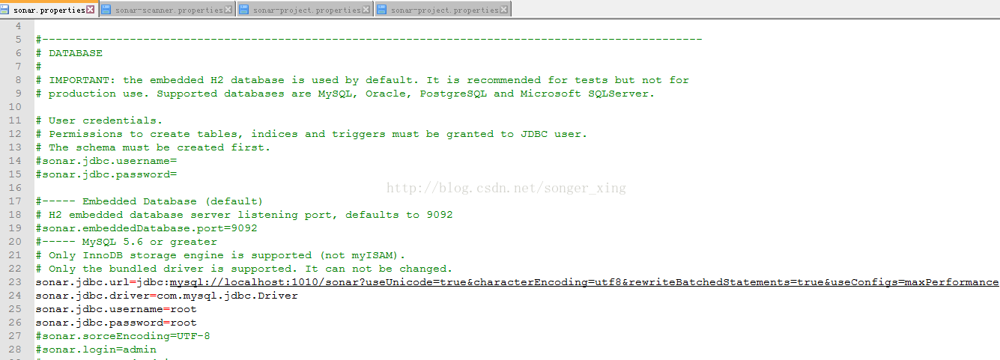 sonar.properties sonar-scanner.properties sonar-project.properties sonar-project.properties
4
5 #--------------------------------------------------------------------------------------------------
6 # DATABASE
7 #
8 # IMPORTANT: the embedded H2 database is used by default. It is recommended for tests but not for
9 # production use. Supported databases are MySQL, Oracle, PostgreSQL and Microsoft SQLServer.
10
11 # User credentials.
12 # Permissions to create tables, indices and triggers must be granted to JDBC user.
13 # The schema must be created first.
14 #sonar.jdbc.username=
15 #sonar.jdbc.password=
16
http://blog.csdn.net/songer_xing
17 #----- Embedded Database (default)
18 # H2 embedded database server listening port, defaults to 9092
19 #sonar.embeddedDatabase.port=9092
20 #----- MySQL 5.6 or greater
21 # Only InnoDB storage engine is supported (not myISAM).
22 # Only the bundled driver is supported. It can not be changed.
23 sonar.jdbc.url=jdbc:mysql://localhost:1010/sonar?useUnicode=true&characterEncoding=utf8&rewriteBatchedStatements=true&useConfigs=maxPerformance
24 sonar.jdbc.driver=com.mysql.jdbc.Driver
25 sonar.jdbc.username=root
26 sonar.jdbc.password=root
27 #sonar.sorceEncoding=UTF-8
28 #sonar.login=admin